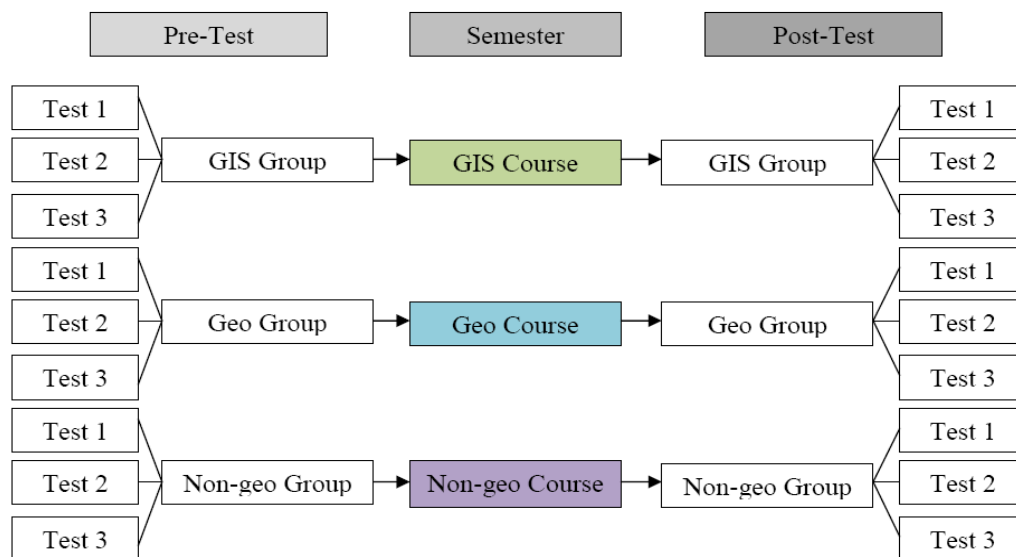 Pre-Test Semester Post-Test
Test 1 Test 1
Test 2 GIS Group GIS Course GIS Group Test 2
Test 3 Test 3
Test 1 Test 1
Test 2 Geo Group Geo Course Geo Group Test 2
Test 3 Test 3
Test 1 Test 1
Test 2 Non-geo Group Non-geo Course Non-geo Group Test 2
Test 3 Test 3